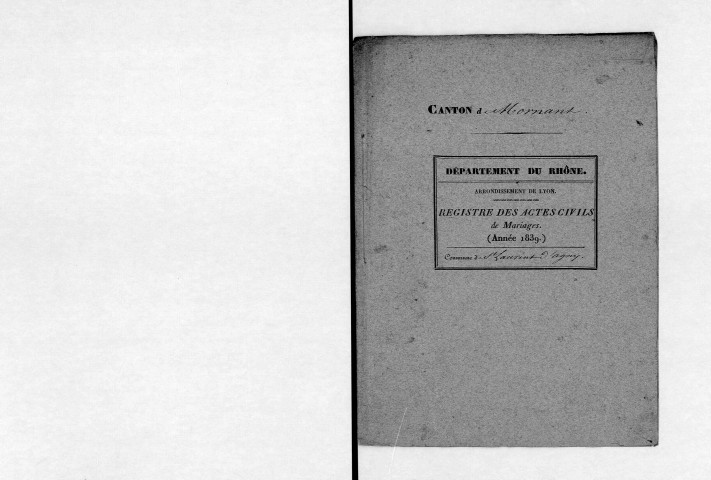 CANTON d Mornant.
DÉPARTEMENT DU RHÔNE.
ARRONDISSEMENT DE LYON.
REGISTRE DES ACTES CIVILS
de Mariages.
(Année 1839.)
Commune d St Laurent d'Agny.